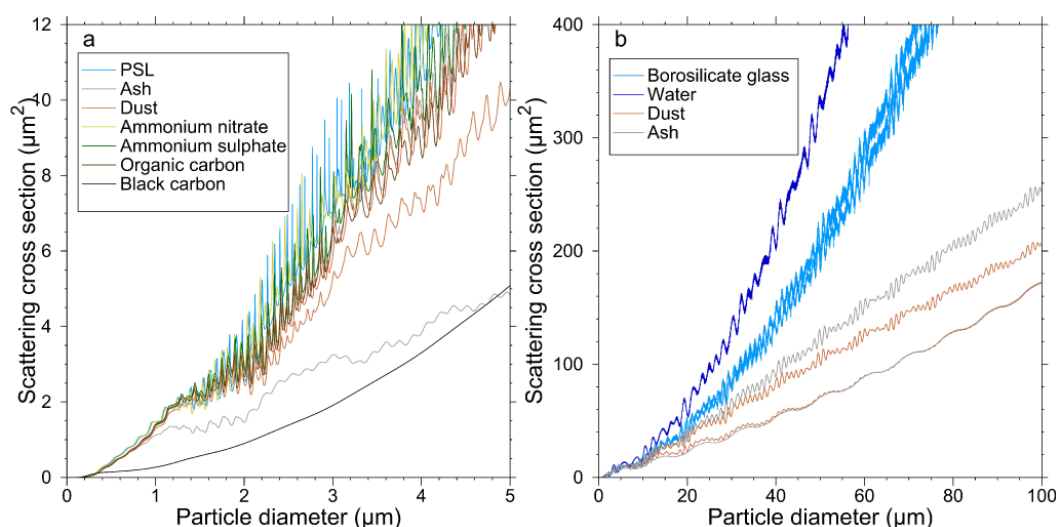 a
PSL
Ash
Dust
Ammonium nitrate
Ammonium sulphate
Organic carbon
Black carbon
Scattering cross section (µm²)
12
10
8
6
4
2
0
0 1 2 3 4 5
Particle diameter (µm)
b
Borosilicate glass
Water
Dust
Ash
Scattering cross section (µm²)
400
300
200
100
0
0 20 40 60 80 100
Particle diameter (µm)